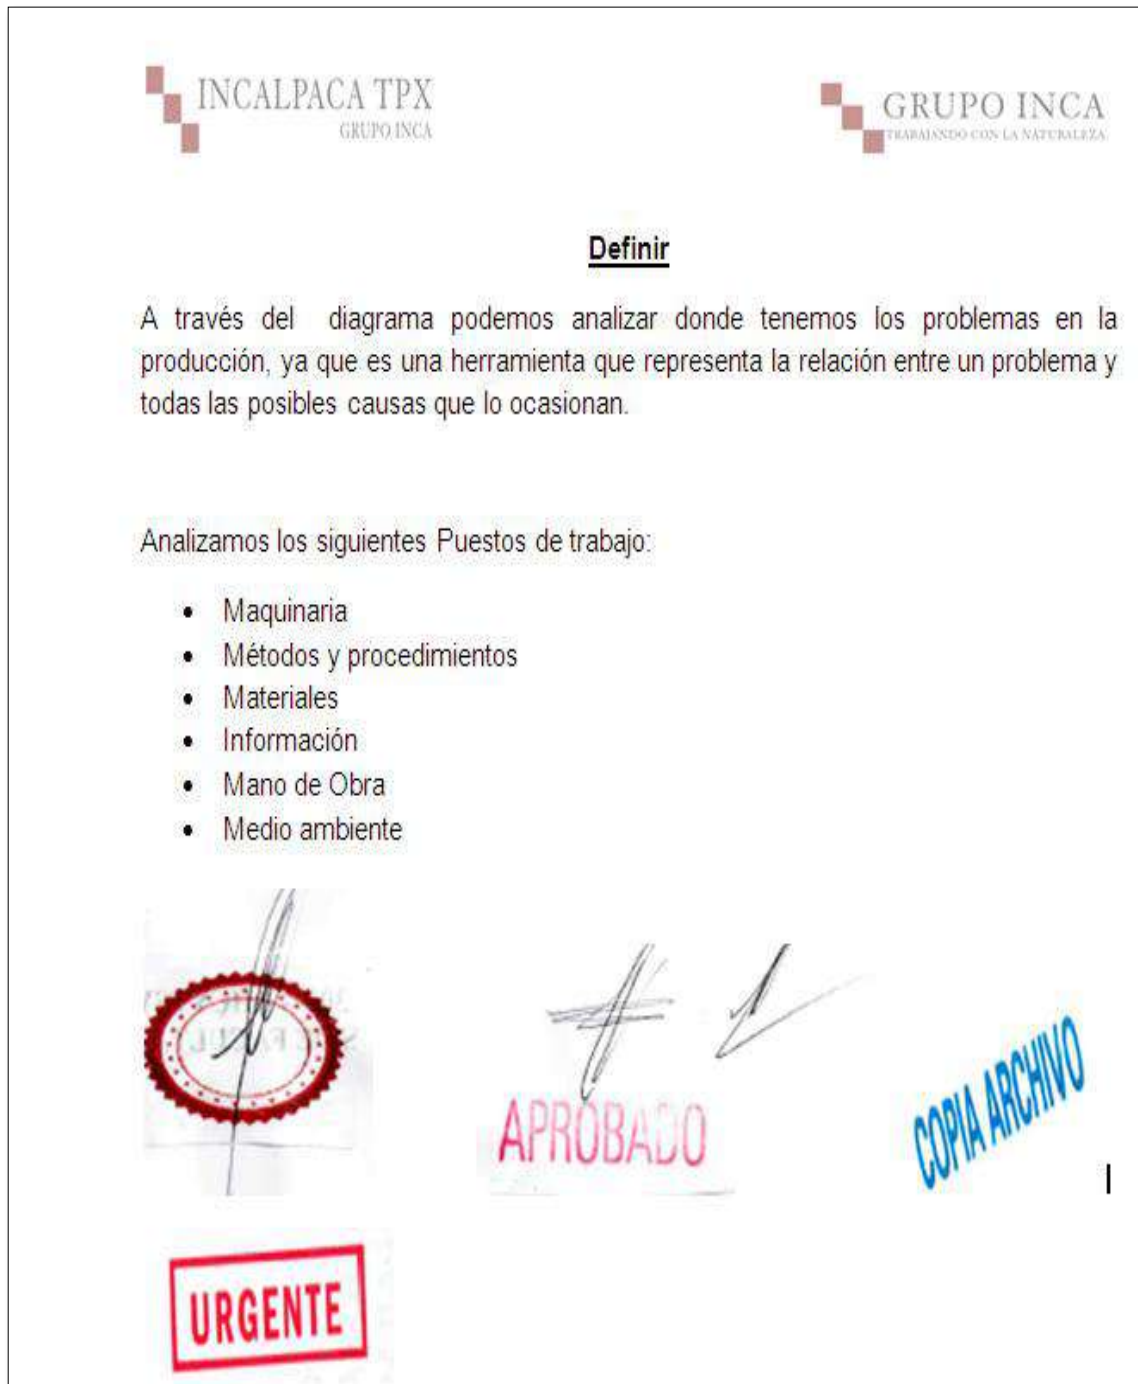 INCALPACA TPX
GRUPO INCA
GRUPO INCA
TRABAJANDO CON LA NATURALEZA
Definir
A través del diagrama podemos analizar donde tenemos los problemas en la
producción, ya que es una herramienta que representa la relación entre un problema y
todas las posibles causas que lo ocasionan.
Analizamos los siguientes Puestos de trabajo:
• Maquinaria
• Métodos y procedimientos
• Materiales
• Información
• Mano de Obra
• Medio ambiente
APROBADO
COPIA ARCHIVO
URGENTE